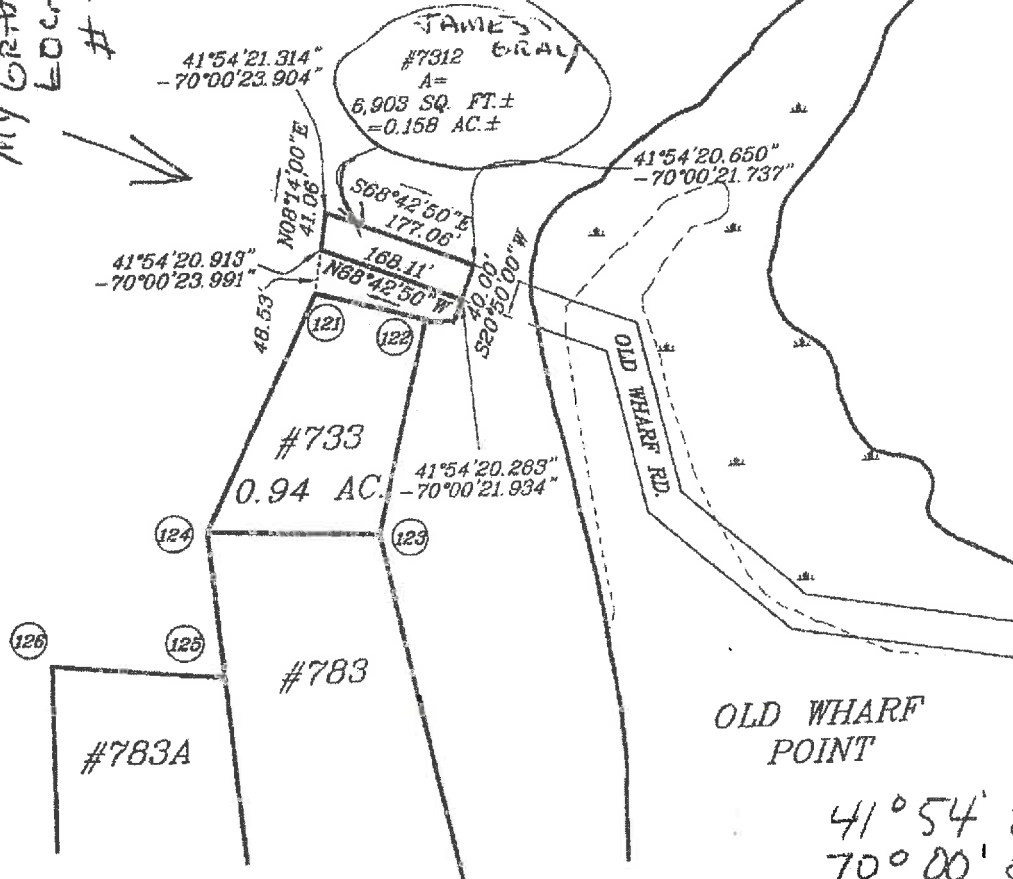 MY
LOC
#
JAMES
GRAY
#7312
A=
6,903 SQ. FT.±
=0.158 AC.±
41°54'21.314"
-70°00'23.904"
41°54'20.650"
-70°00'21.737"
N08°14'00"E
41.06'
S68°42'50"E
177.06'
168.11'
N68°42'50"W
40.00'
S20°50'00"W
41°54'20.913"
-70°00'23.991"
48.53'
121
122
#733
0.94 AC.
41°54'20.283"
-70°00'21.934"
OLD WHARF RD.
124
123
126
125
#783
#783A
OLD WHARF
POINT
41° 54'
70° 00'